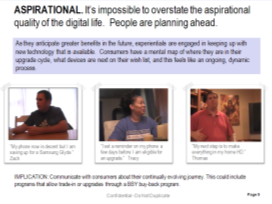 ASPIRATIONAL. It's impossible to overstate the aspirational
quality of the digital life. People are planning ahead.
As they anticipate greater benefits in the future, experientials are engaged in keeping up with
new technology that is available. Consumers have a mental map of where they are in their
upgrade cycle, what devices are next on their wish list, and this feels like an ongoing, dynamic
process.
"My phone now is decent but I am
saving up for a Samsung Galaxy."
Zack
"I set a reminder on my phone a
few days before I am eligible for
an upgrade." Tracy
"My next step is to make
everything in my home HD."
Thomas
IMPLICATION: Communicate with consumers about their continually evolving journey. This could include
programs that allow trade-in or upgrades through a BBY buy-back program.
Confidential
Page